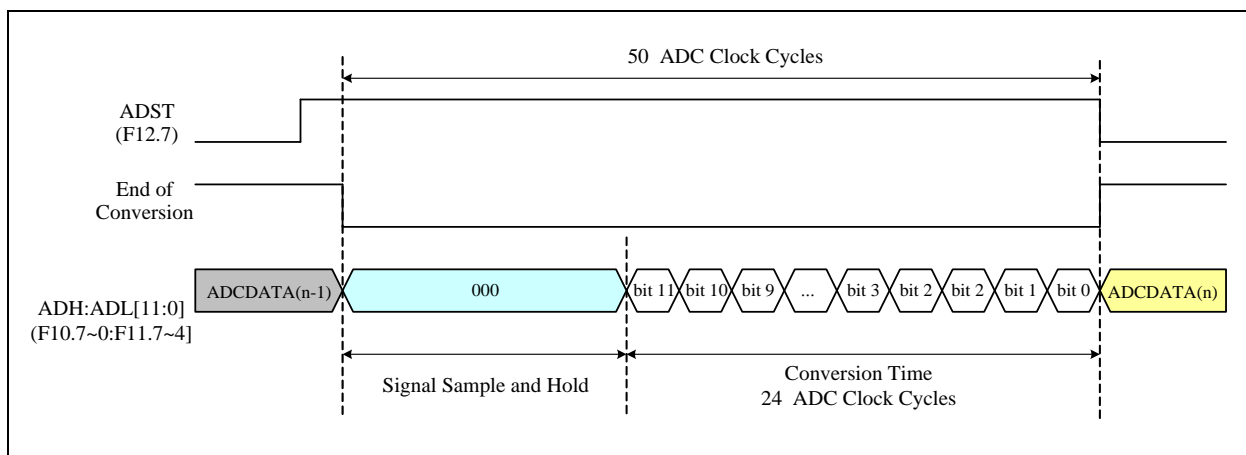 50 ADC Clock Cycles
ADST
(F12.7)
End of
Conversion
ADH:ADL[11:0]
(F10.7~0:F11.7~4]
ADCDATA(n-1)
000
bit 11
bit 10
bit 9
...
bit 3
bit 2
bit 2
bit 1
bit 0
ADCDATA(n)
Signal Sample and Hold
Conversion Time
24 ADC Clock Cycles